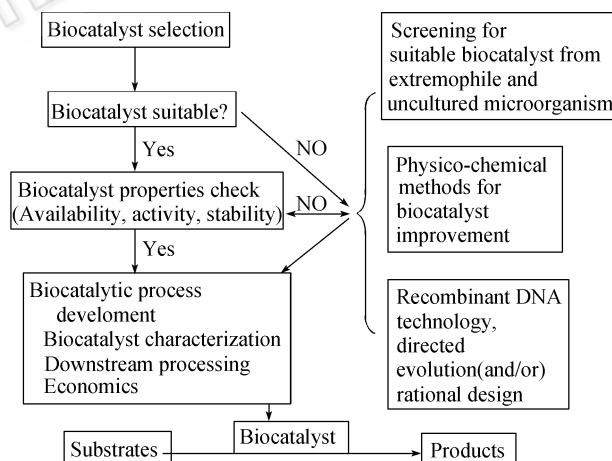 Biocatalyst selection
Biocatalyst suitable?
Yes
NO
Biocatalyst properties check
(Availability, activity, stability)
NO
Yes
Biocatalytic process
develoment
Biocatalyst characterization
Downstream processing
Economics
Screening for
suitable biocatalyst from
extremophile and
uncultured microorganism
Physico-chemical
methods for
biocatalyst
improvement
Recombinant DNA
technology,
directed
evolution(and/or)
rational design
Biocatalyst
Substrates
Products